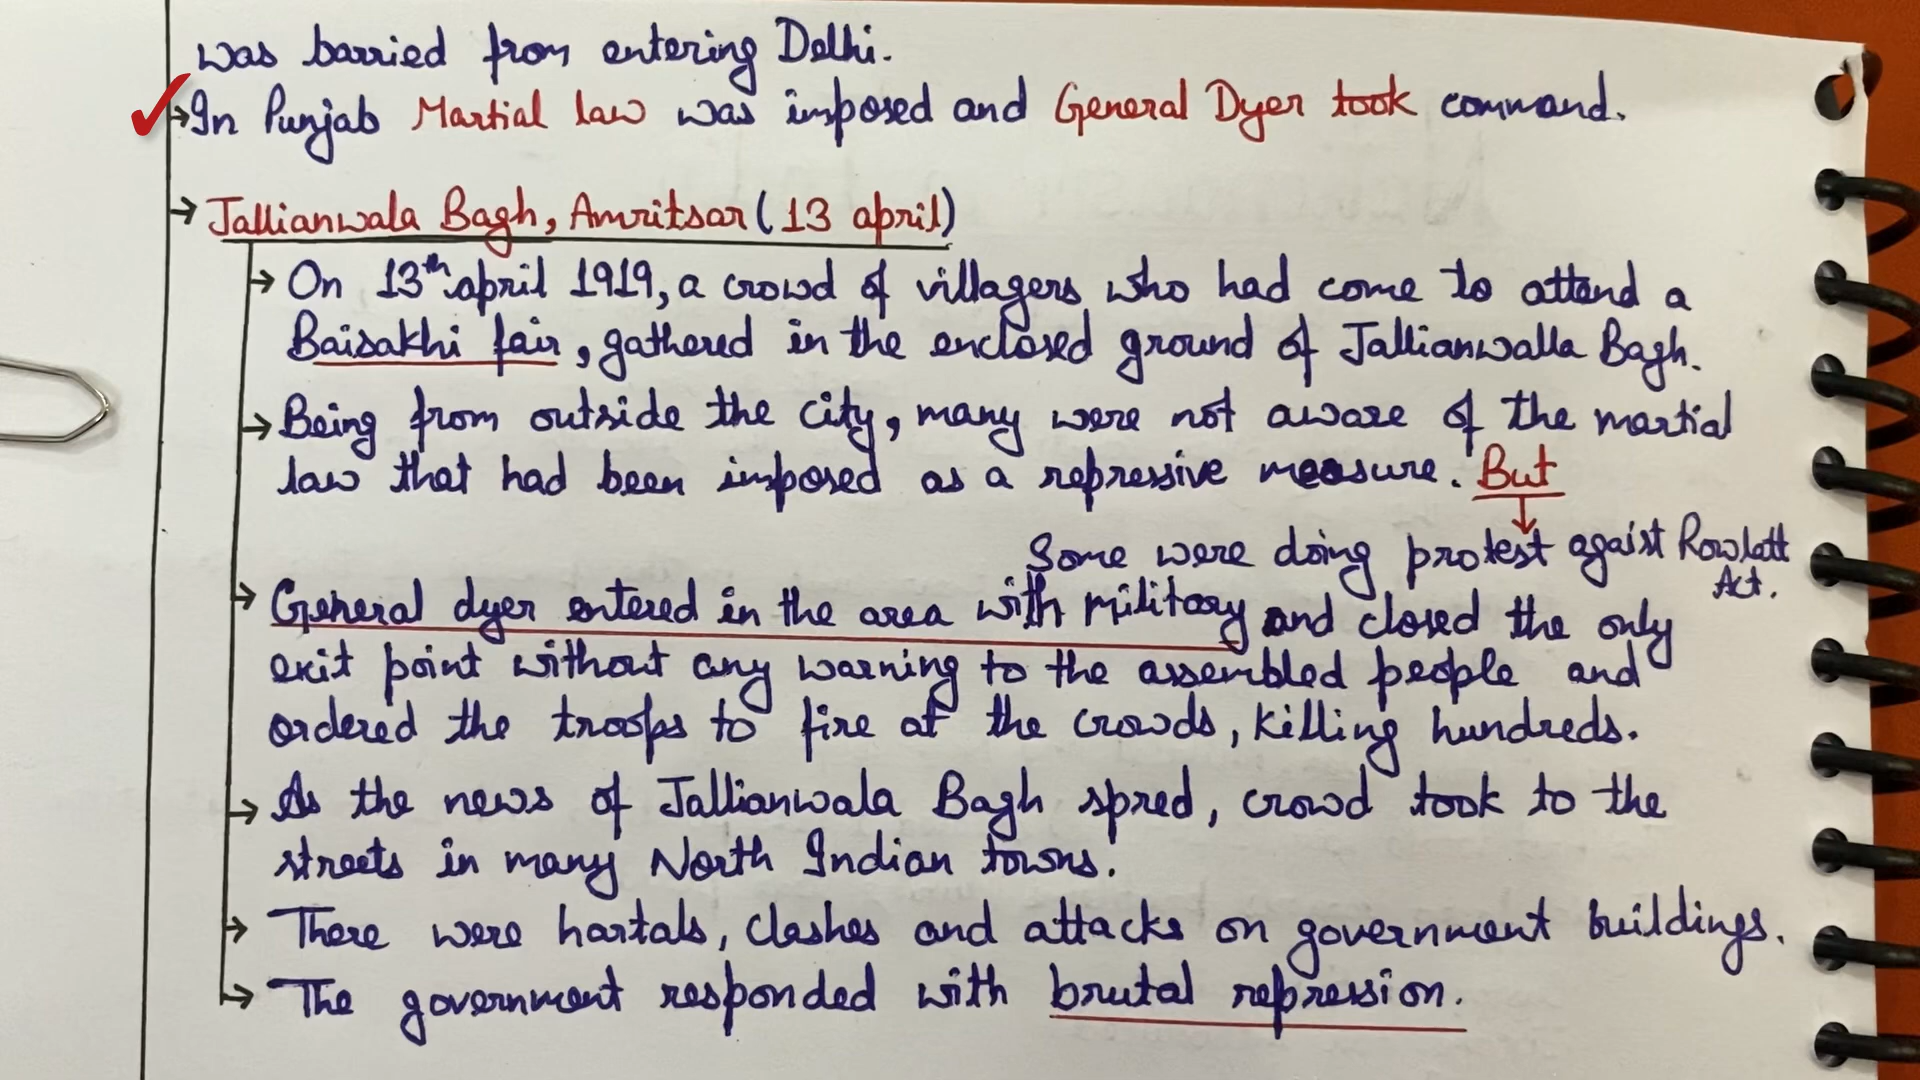 was barried from entering Delhi.
→In Punjab Martial law was imposed and General Dyer took command.
→ Jallianwala Bagh, Amritsar (13 april)
→ On 13th april 1919, a crowd of villagers who had come to attend a
Baisakhi fair, gathered in the enclosed ground of Jallianwalla Bagh.
→ Being from outside the city, many were not aware of the martial
law that had been imposed as a repressive measure. But
↓
Some were doing protest agaist Rowlatt
Act.
→ General dyer entered in the area with military and closed the only
exit point without any warning to the assembled people and
ordered the troops to fire at the crowds, killing hundreds.
→ As the news of Jallianwala Bagh spred, crowd took to the
streets in many North Indian towns.
→ There were hartals, clashes and attacks on government buildings.
→ The government responded with brutal repression.